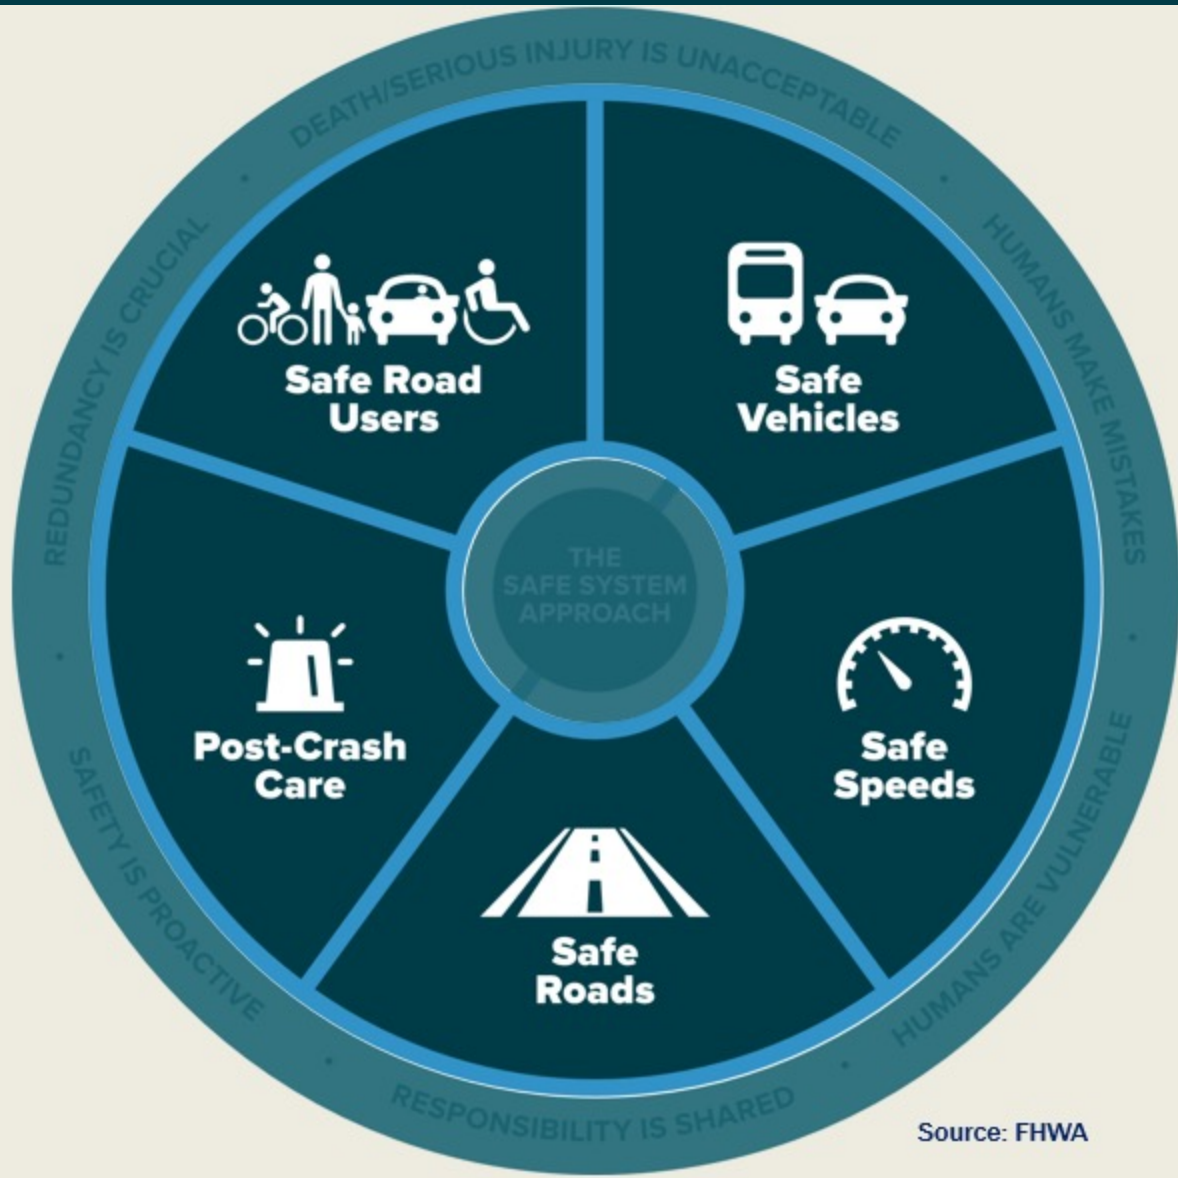 DEATH/SERIOUS INJURY IS UNACCEPTABLE
HUMANS MAKE MISTAKES
HUMANS ARE VULNERABLE
RESPONSIBILITY IS SHARED
SAFETY IS PROACTIVE
REDUNDANCY IS CRUCIAL
Safe Road
Users
Safe
Vehicles
Safe
Speeds
Safe
Roads
Post-Crash
Care
THE
SAFE SYSTEM
APPROACH
Source: FHWA